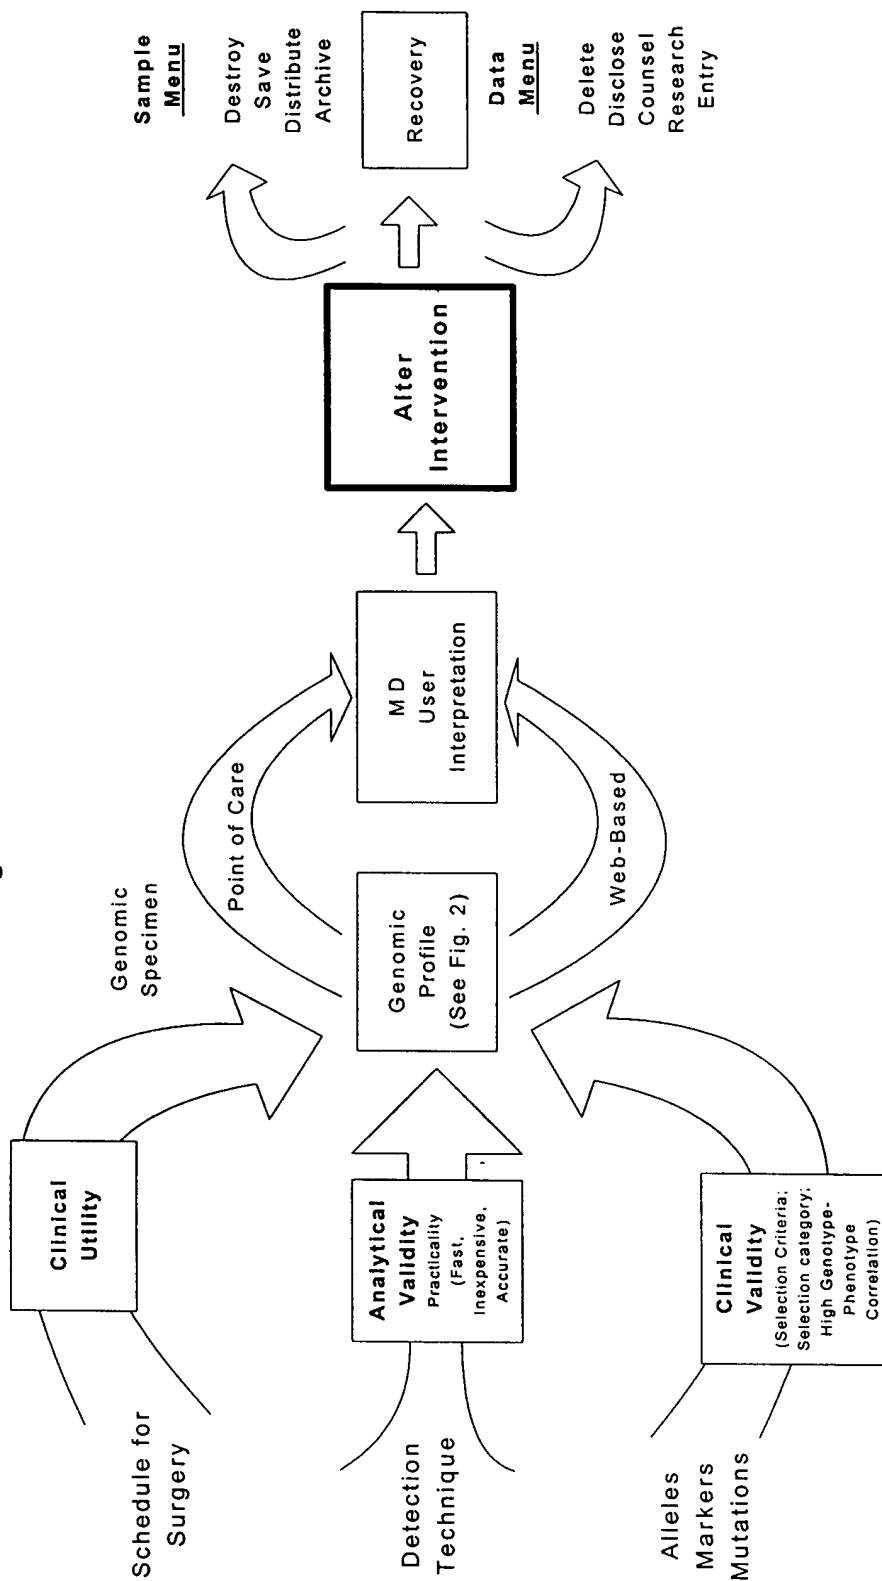 Schedule for
Surgery
Clinical
Utility
Genomic
Specimen
Detection
Technique
Analytical
Validity
Practicality
(Fast,
Inexpensive,
Accurate)
Alleles
Markers
Mutations
Clinical
Validity
(Selection Criteria;
Selection category;
High Genotype-
Phenotype
Correlation)
Genomic
Profile
(See Fig. 2)
Point of Care
Web-Based
MD
User
Interpretation
Alter
Intervention
Sample
Menu
Destroy
Save
Distribute
Archive
Recovery
Data
Menu
Delete
Disclose
Counsel
Research
Entry